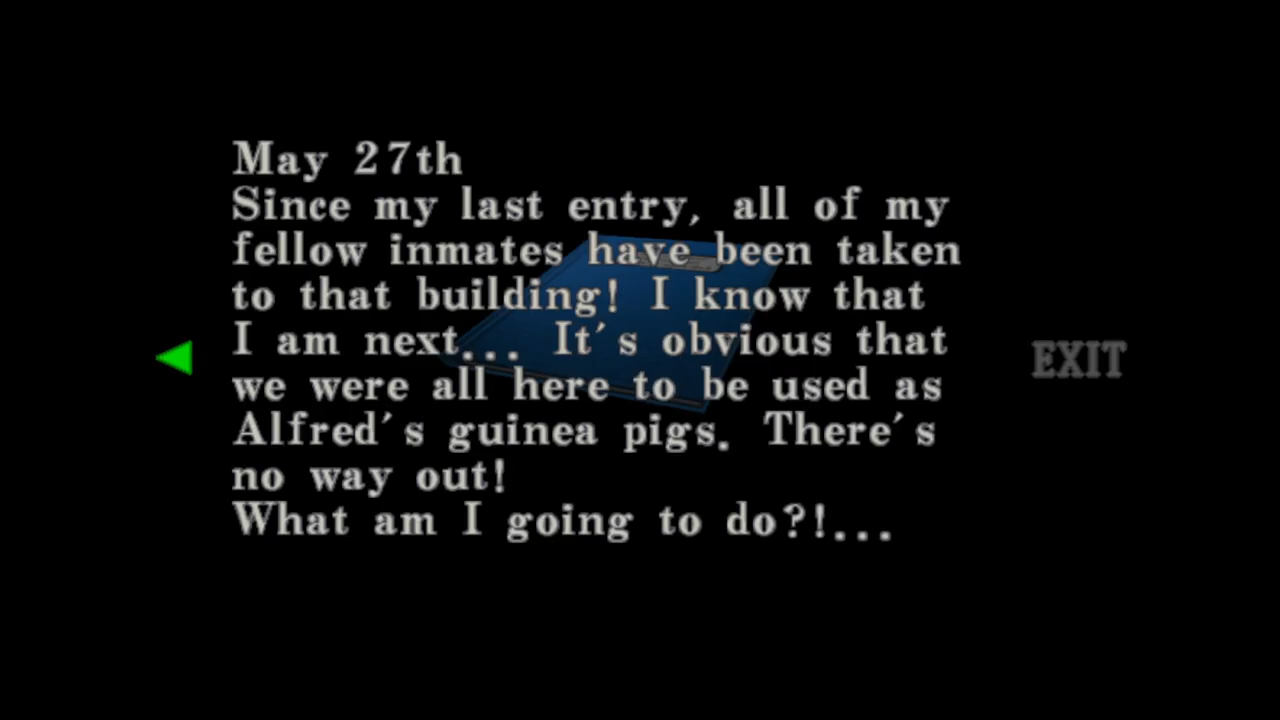 May 27th
Since my last entry, all of my
fellow inmates have been taken
to that building! I know that
I am next... It's obvious that
we were all here to be used as
Alfred's guinea pigs. There's
no way out!
What am I going to do?!...
EXIT